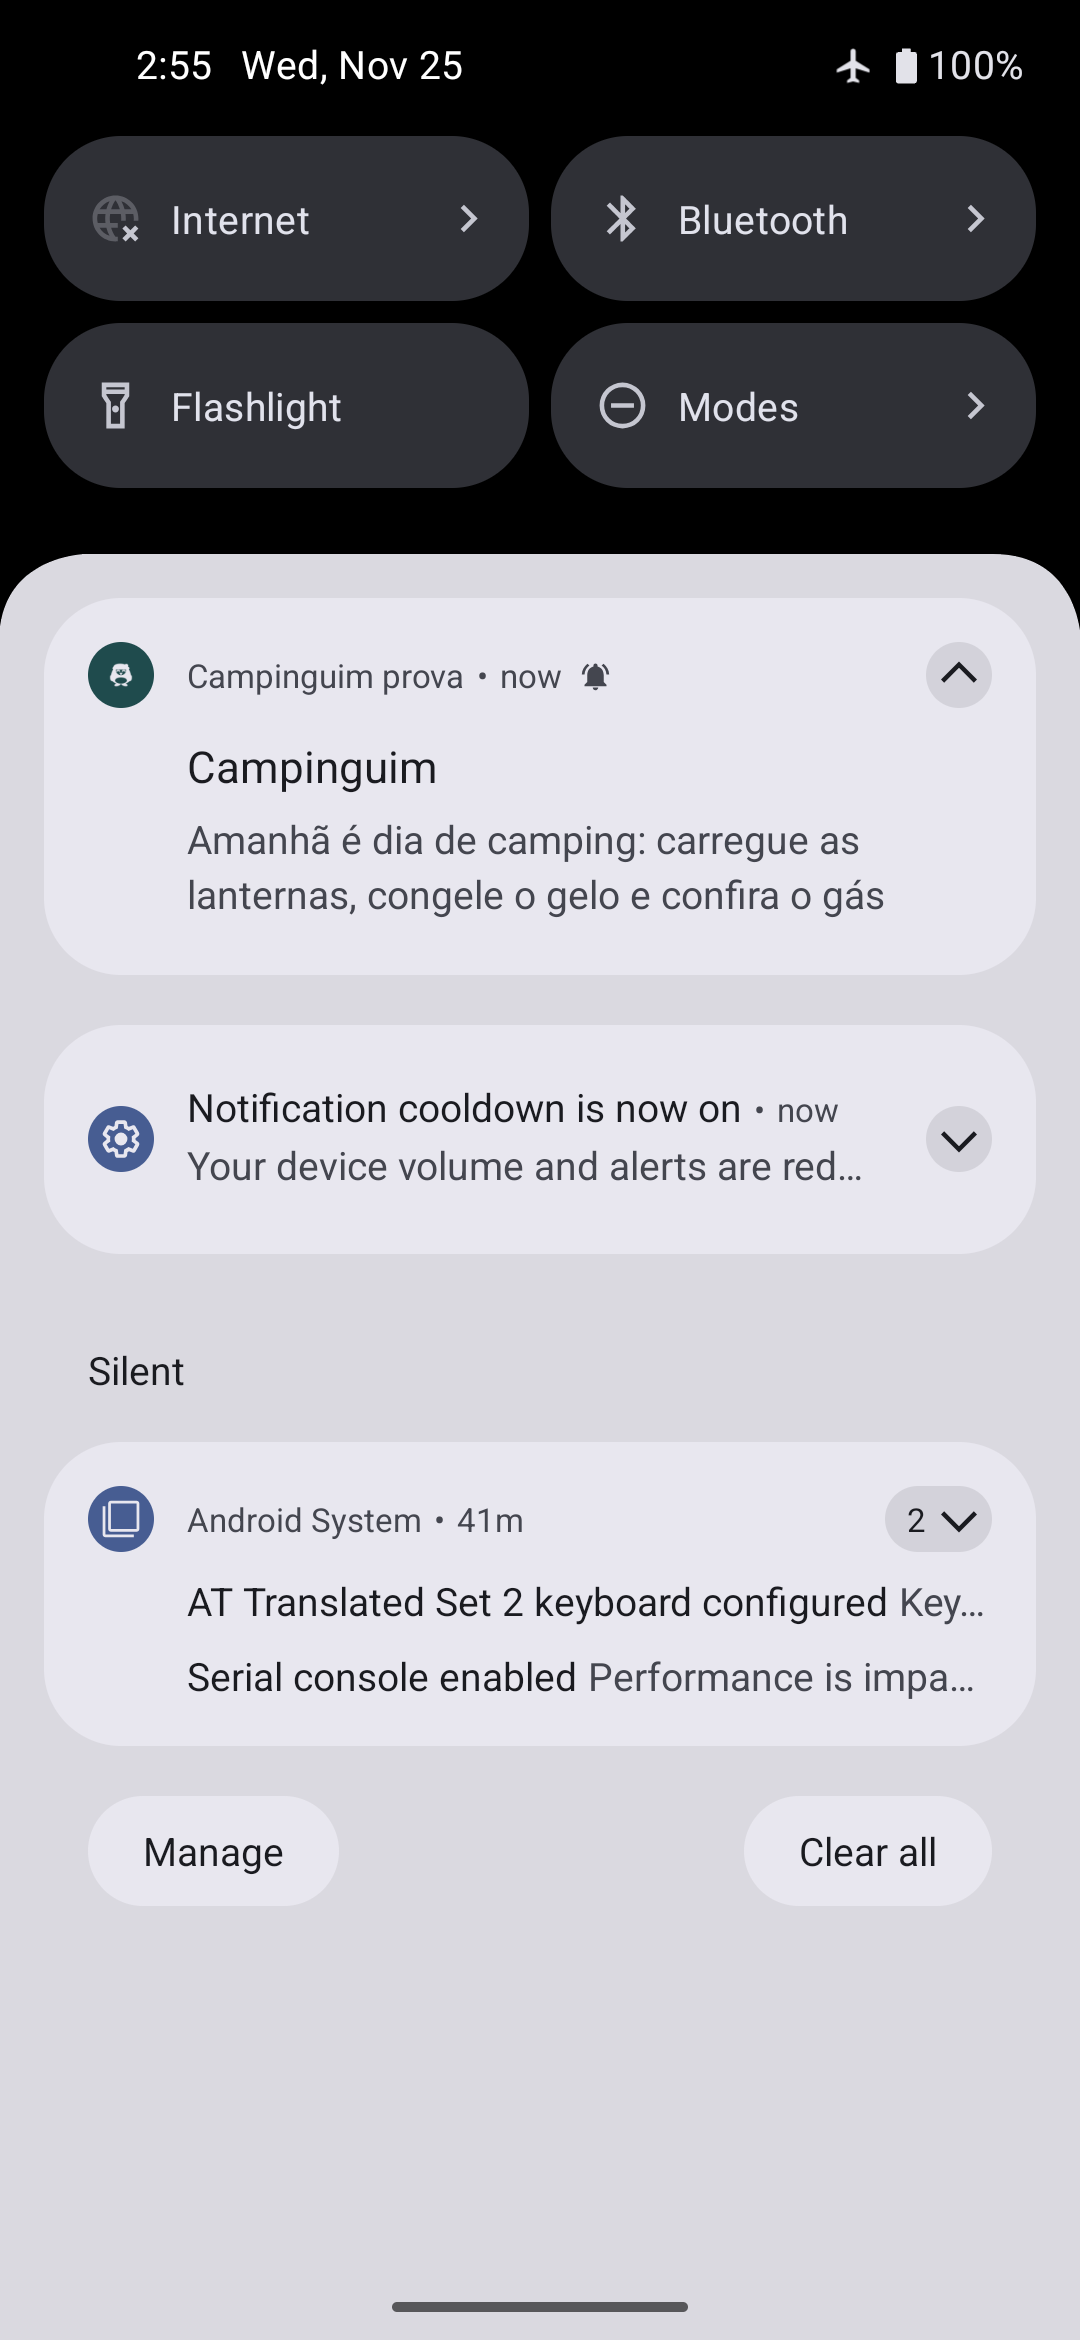 2:55 Wed, Nov 25 100%
Internet
Bluetooth
Flashlight
Modes
Campinguim prova • now
Campinguim
Amanhã é dia de camping: carregue as
lanternas, congele o gelo e confira o gás
Notification cooldown is now on • now
Your device volume and alerts are red…
Silent
Android System • 41m
2
AT Translated Set 2 keyboard configured Key…
Serial console enabled Performance is impa…
Manage
Clear all